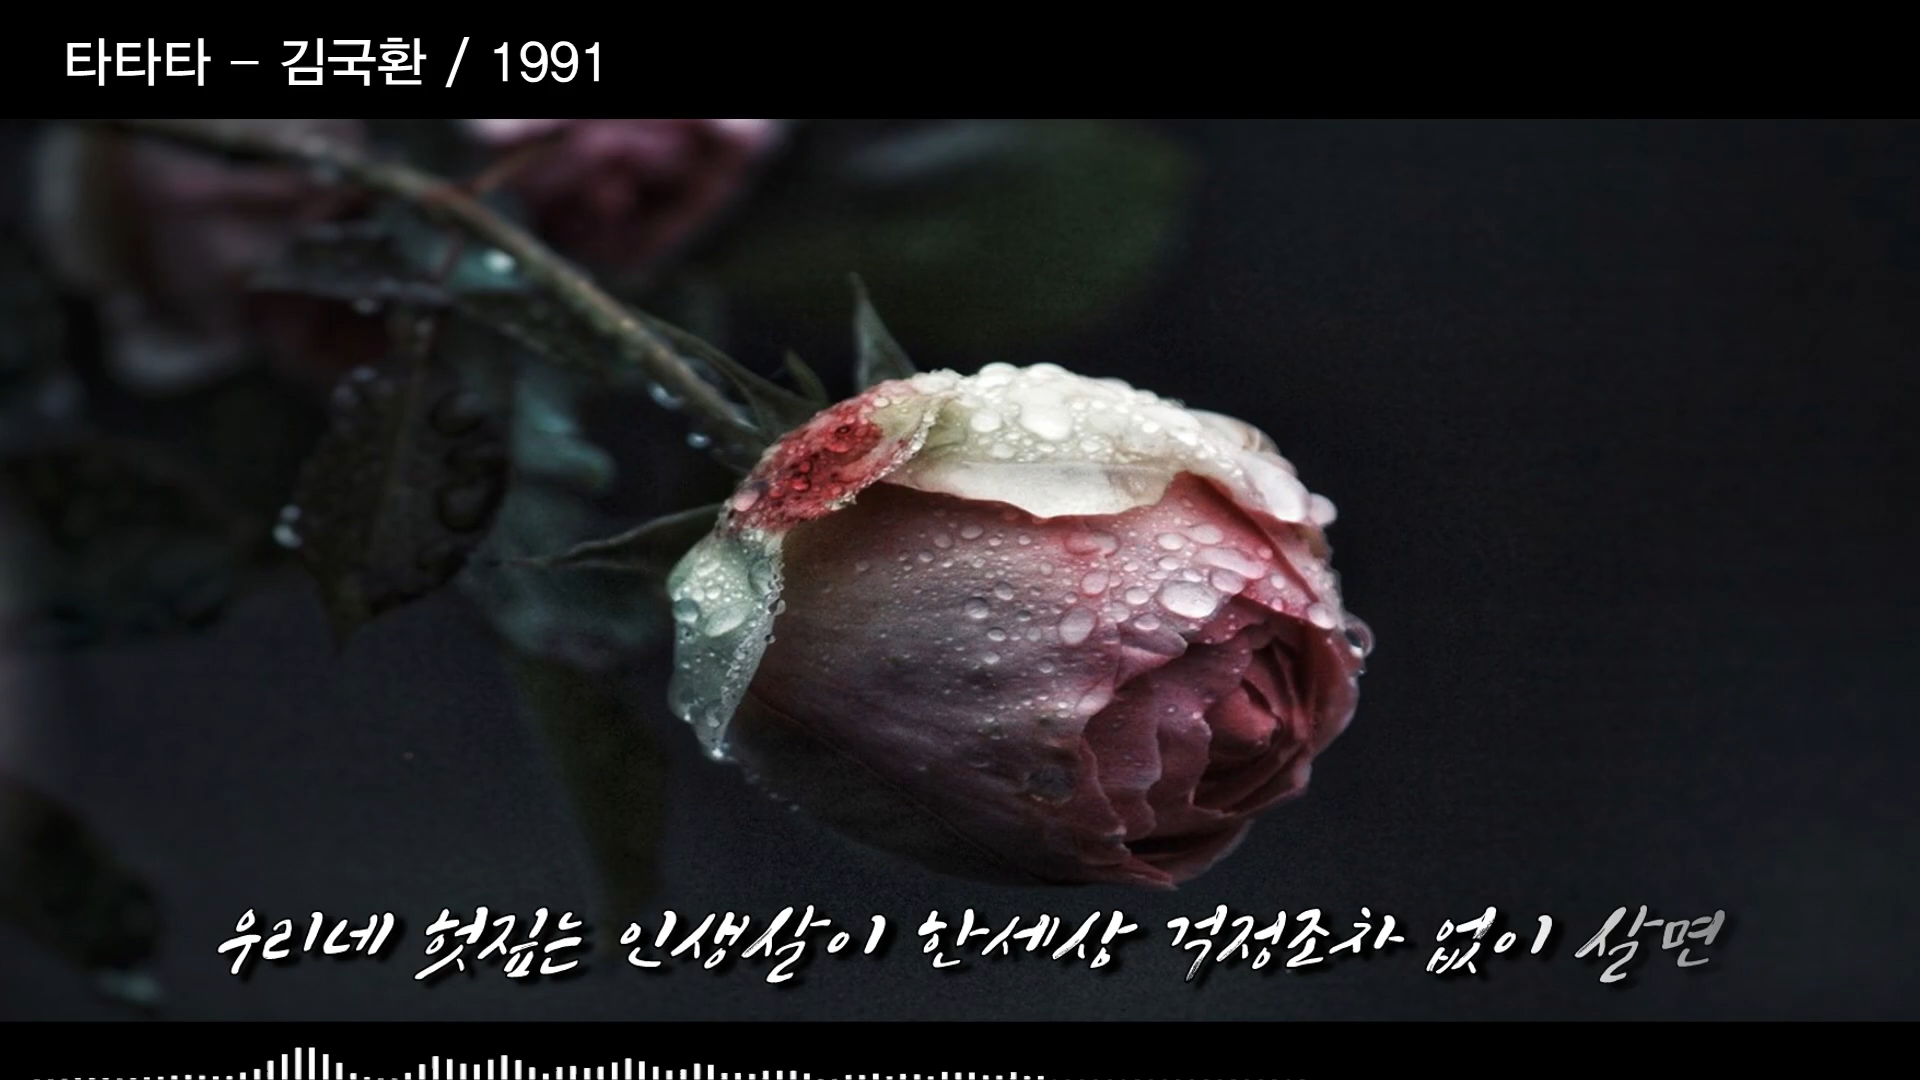 타타타 - 김국환 / 1991
우리네 헛짚는 인생살이 한세상 걱정조차 없이 살면